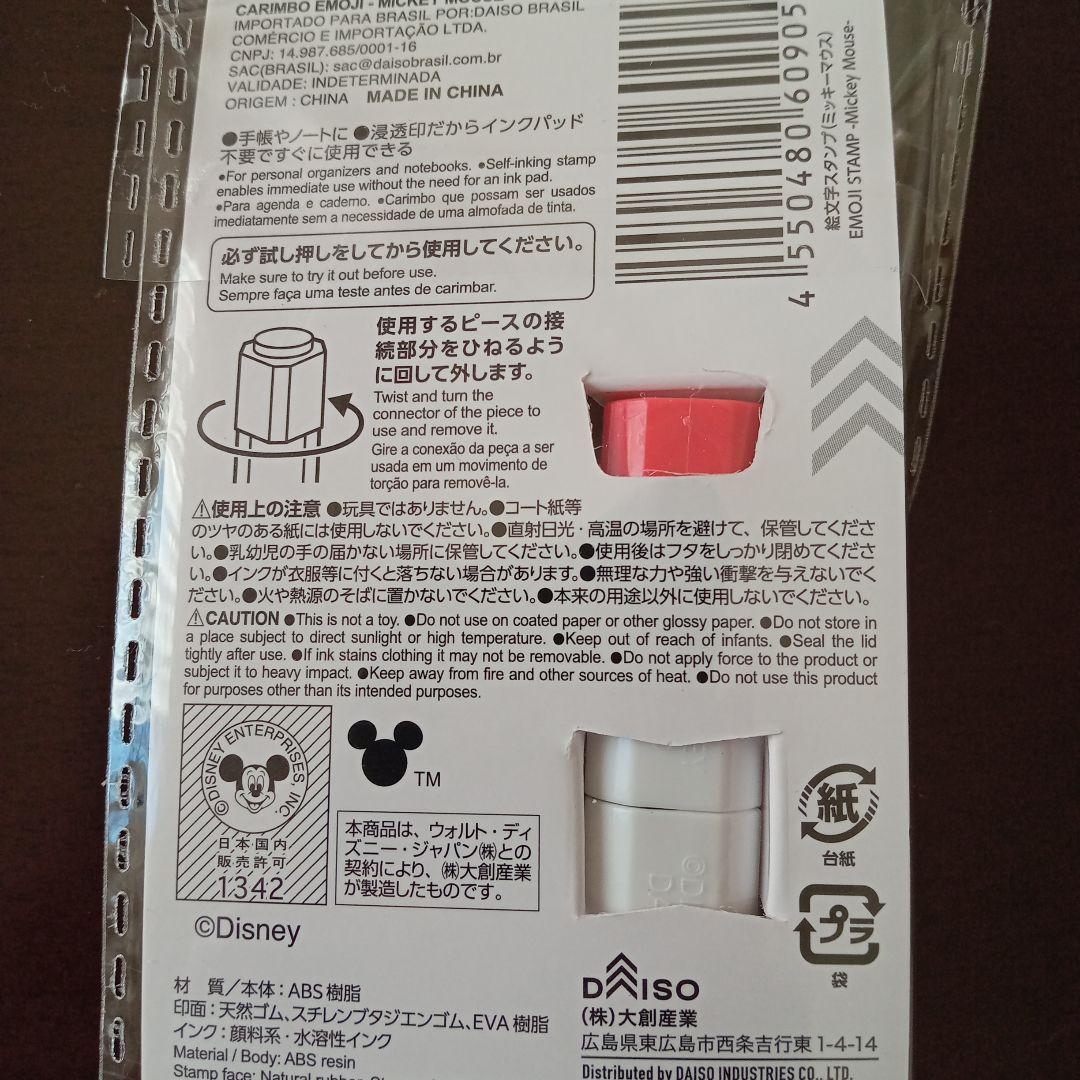 CARIMBO EMOJI - MICKEY MOUSE
IMPORTADO PARA BRASIL POR:DAISO BRASIL
COMÉRCIO E IMPORTAÇÃO LTDA.
CNPJ: 14.987.685/0001-16
SAC(BRASIL): sac@daisobrasil.com.br
VALIDADE: INDETERMINADA
ORIGEM : CHINA MADE IN CHINA
●手帳やノートに ●浸透印だからインクパッド
不要ですぐに使用できる
●For personal organizers and notebooks. ●Self-inking stamp
enables immediate use without the need for an ink pad.
●Para agenda e caderno. ●Carimbo que possam ser usados
imediatamente sem a necessidade de uma almofada de tinta.
必ず試し押しをしてから使用してください。
Make sure to try it out before use.
Sempre faça uma teste antes de carimbar.
4 550480 60905
絵文字スタンプ(ミッキーマウス)
EMOJI STAMP -Mickey Mouse-
使用するピースの接
続部分をひねるよう
に回して外します。
Twist and turn the
connector of the piece to
use and remove it.
Gire a conexão da peça a ser
usada em um movimento de
torção para removê-la.
⚠使用上の注意 ●玩具ではありません。●コート紙等
のツヤのある紙には使用しないでください。●直射日光・高温の場所を避けて、保管してくださ
い。●乳幼児の手の届かない場所に保管してください。●使用後はフタをしっかり閉めてくださ
い。●インクが衣服等に付くと落ちない場合があります。●無理な力や強い衝撃を与えないでく
ださい。●火や熱源のそばに置かないでください。●本来の用途以外に使用しないでください。
⚠CAUTION ●This is not a toy. ●Do not use on coated paper or other glossy paper. ●Do not store in
a place subject to direct sunlight or high temperature. ●Keep out of reach of infants. ●Seal the lid
tightly after use. ●If ink stains clothing it may not be removable. ●Do not apply force to the product or
subject it to heavy impact. ●Keep away from fire and other sources of heat. ●Do not use this product
for purposes other than its intended purposes.
©DISNEY ENTERPRISES INC.
日本国内
販売許可
1342
TM
本商品は、ウォルト・ディ
ズニー・ジャパン㈱との
契約により、㈱大創産業
が製造したものです。
©Disney
紙
台紙
プラ
袋
材 質／本体：ABS樹脂
印面：天然ゴム、スチレンブタジエンゴム、EVA樹脂
インク：顔料系・水溶性インク
Material / Body: ABS resin
Stamp face: Natural rubber,
DAISO
(株)大創産業
広島県東広島市西条吉行東1-4-14
Distributed by DAISO INDUSTRIES CO., LTD.